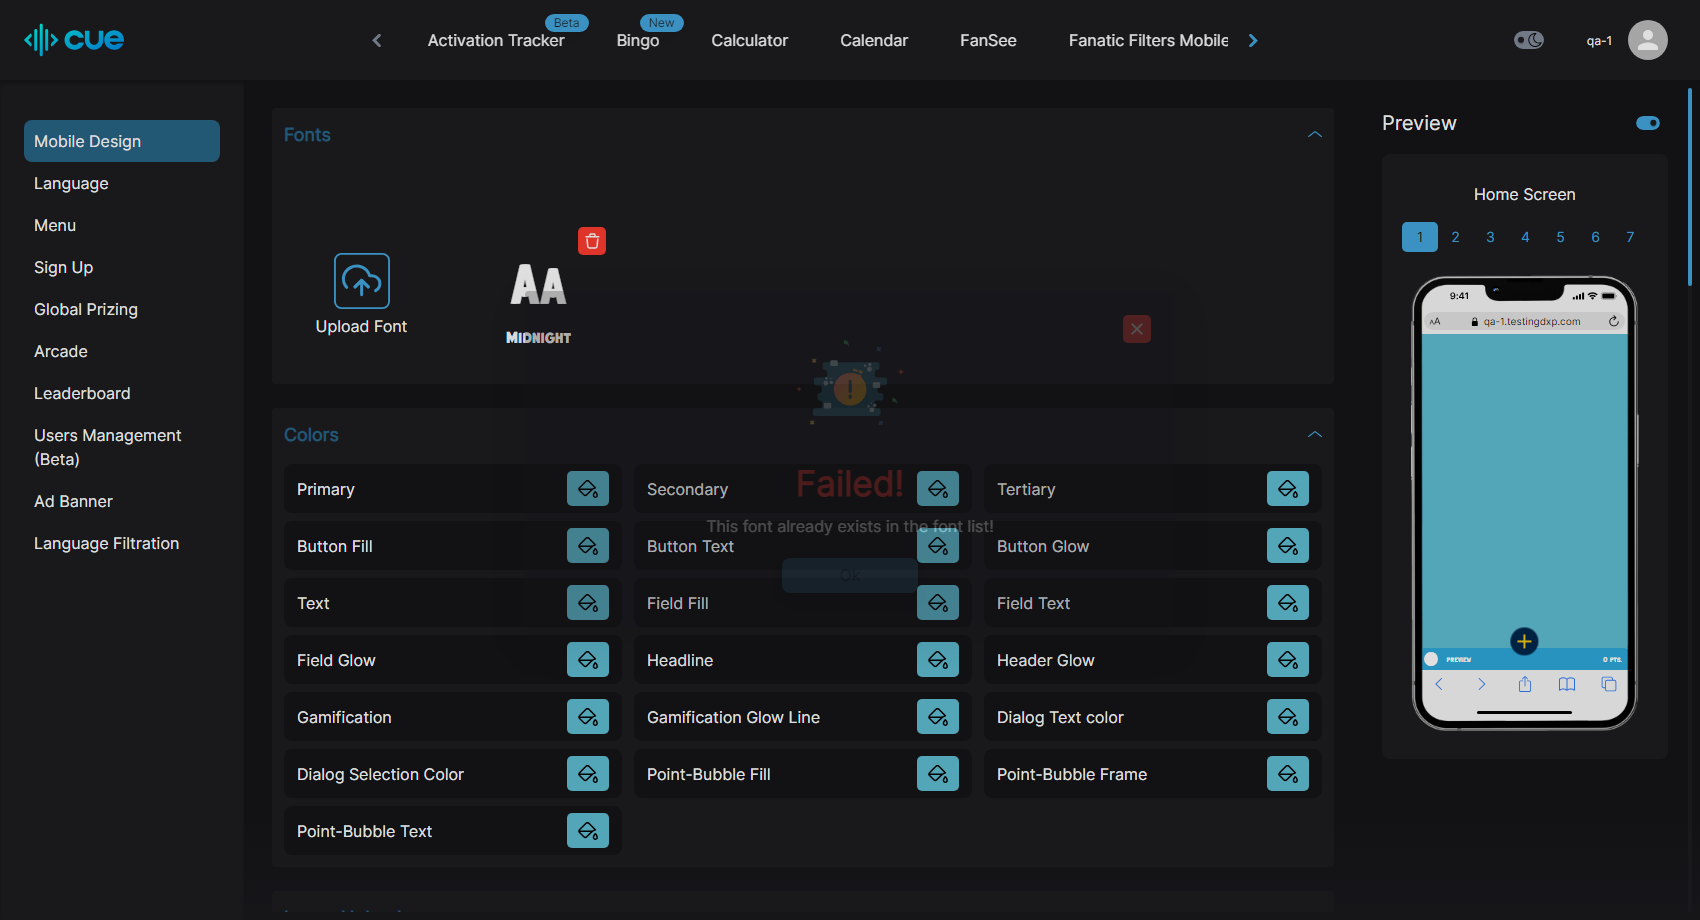 cue
Activation Tracker
Beta
Bingo
New
Calculator
Calendar
FanSee
Fanatic Filters Mobile
qa-1
Mobile Design
Language
Menu
Sign Up
Global Prizing
Arcade
Leaderboard
Users Management
(Beta)
Ad Banner
Language Filtration
Fonts
Upload Font
AA
MIDNIGHT
Failed!
This font already exists in the font list!
Ok
Colors
Primary
Secondary
Tertiary
Button Fill
Button Text
Button Glow
Text
Field Fill
Field Text
Field Glow
Headline
Header Glow
Gamification
Gamification Glow Line
Dialog Text color
Dialog Selection Color
Point-Bubble Fill
Point-Bubble Frame
Point-Bubble Text
Preview
Home Screen
1 2 3 4 5 6 7
9:41
AA qa-1.testingdxp.com
PREVIEW 0 PTS.